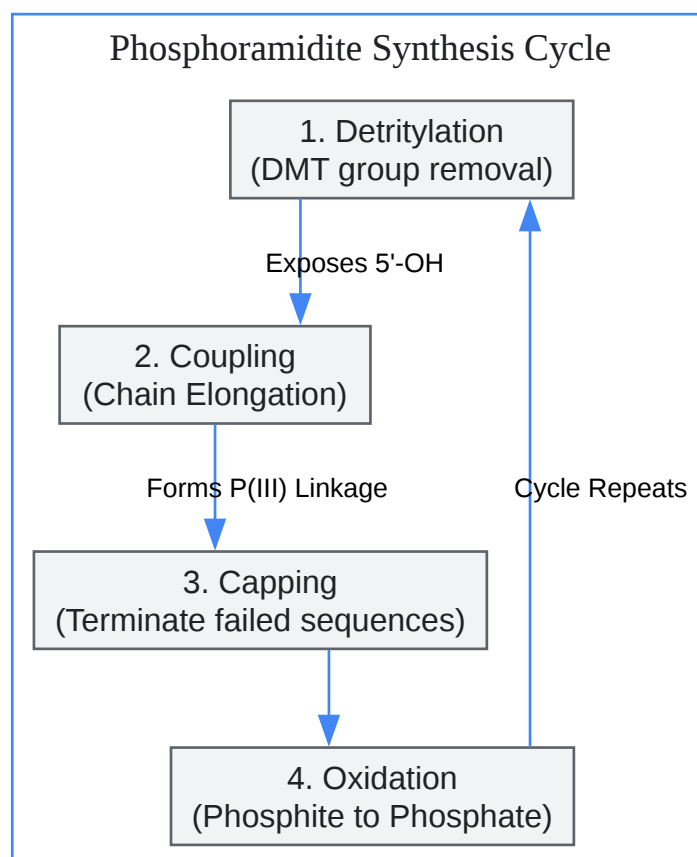 Phosphoramidite Synthesis Cycle
1. Detritylation
(DMT group removal)
Exposes 5'-OH
2. Coupling
(Chain Elongation)
Forms P(III) Linkage
Cycle Repeats
3. Capping
(Terminate failed sequences)
4. Oxidation
(Phosphite to Phosphate)